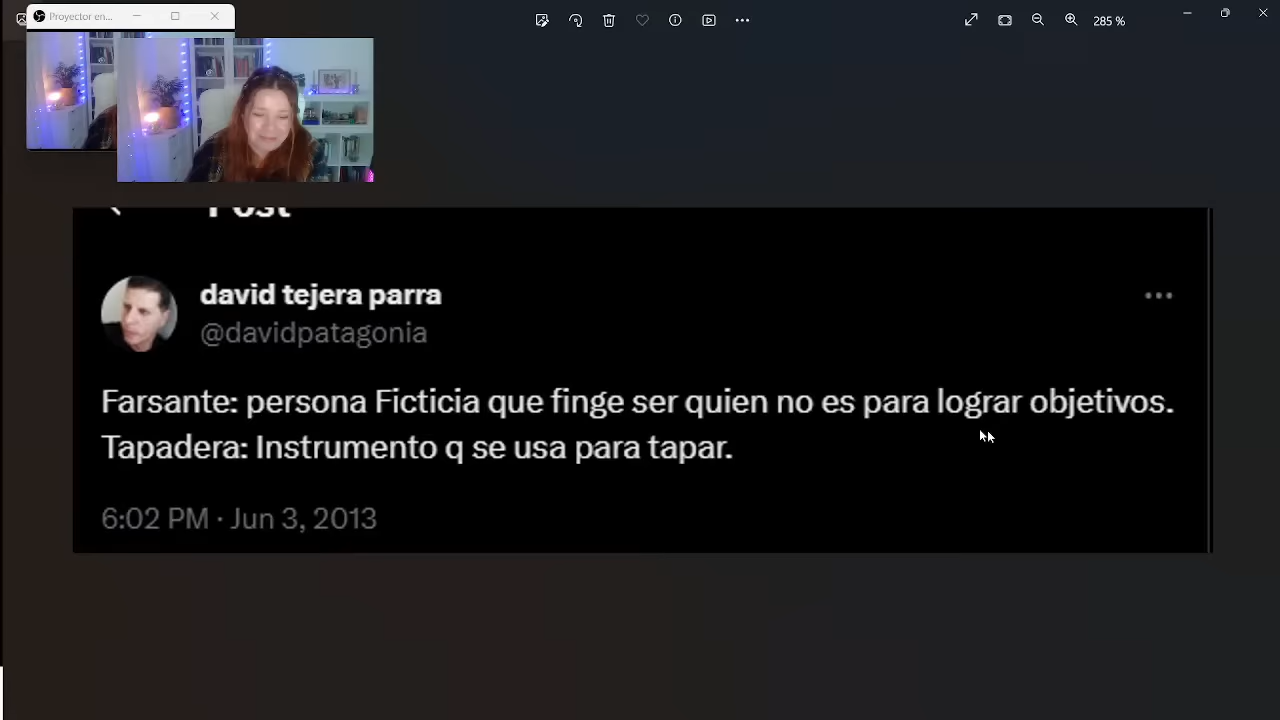 Proyector en...
285 %
Post
david tejera parra
@davidpatagonia
Farsante: persona Ficticia que finge ser quien no es para lograr objetivos.
Tapadera: Instrumento q se usa para tapar.
6:02 PM · Jun 3, 2013